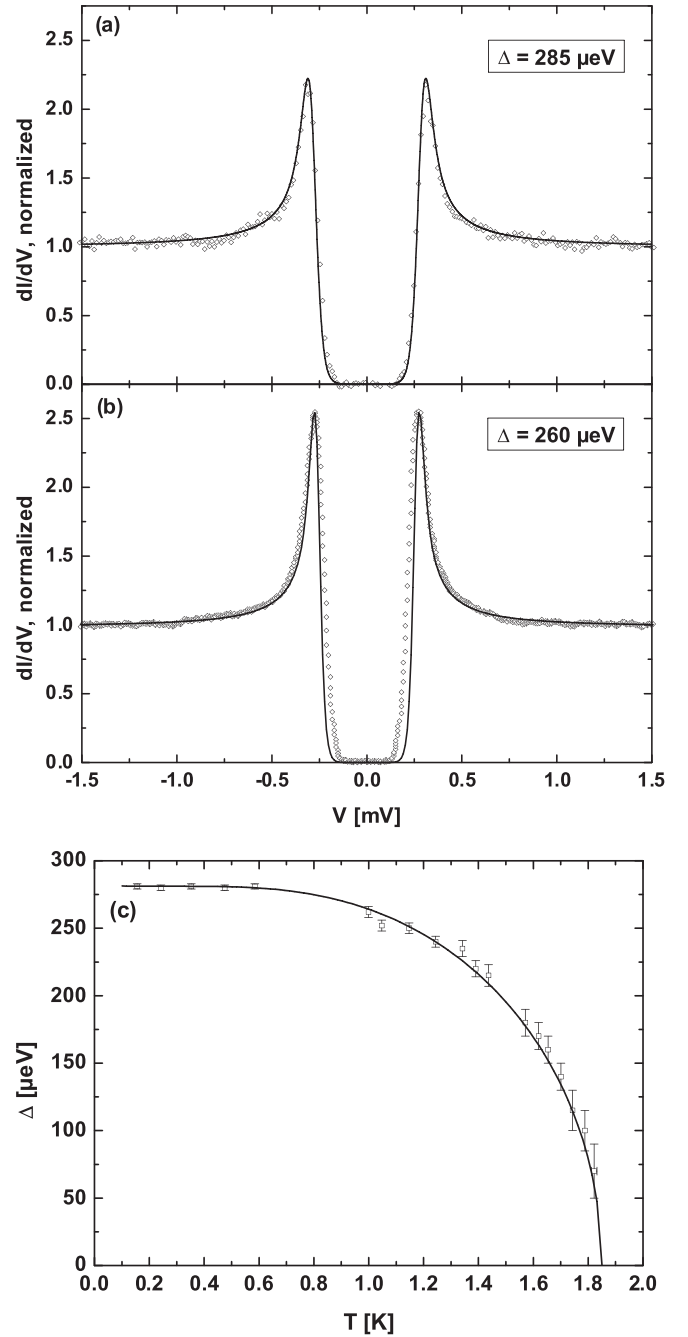 (a)
Δ = 285 µeV
2.5
2.0
1.5
1.0
0.5
0.0
dI/dV, normalized
(b)
Δ = 260 µeV
2.5
2.0
1.5
1.0
0.5
0.0
dI/dV, normalized
-1.5 -1.0 -0.5 0.0 0.5 1.0 1.5
V [mV]
300
250
200
150
100
50
0
(c)
Δ [µeV]
0.0 0.2 0.4 0.6 0.8 1.0 1.2 1.4 1.6 1.8 2.0
T [K]